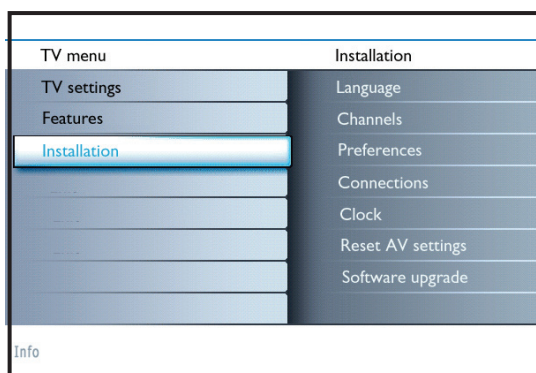 TV menu
Installation
TV settings
Features
Installation
Language
Channels
Preferences
Connections
Clock
Reset AV settings
Software upgrade
Info